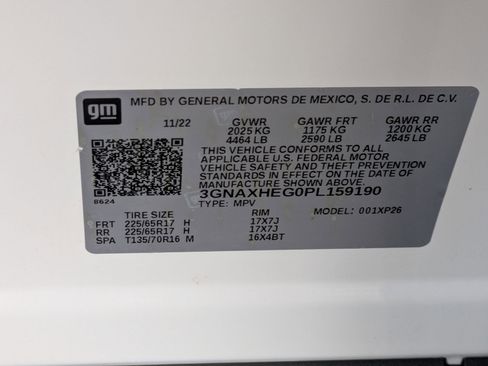 gm
MFD BY GENERAL MOTORS DE MEXICO, S. DE R.L. DE C.V.
11/22 GVWR GAWR FRT GAWR RR
2025 KG 1175 KG 1200 KG
4464 LB 2590 LB 2645 LB
THIS VEHICLE CONFORMS TO ALL
APPLICABLE U.S. FEDERAL MOTOR
VEHICLE SAFETY AND THEFT PREVENTION
STANDARDS IN EFFECT ON THE DATE OF
MANUFACTURE SHOWN ABOVE.
3GNAXHEG0PL159190
8624
TYPE: MPV
TIRE SIZE RIM MODEL: 001XP26
FRT 225/65R17 H 17X7J
RR 225/65R17 H 17X7J
SPA T135/70R16 M 16X4BT